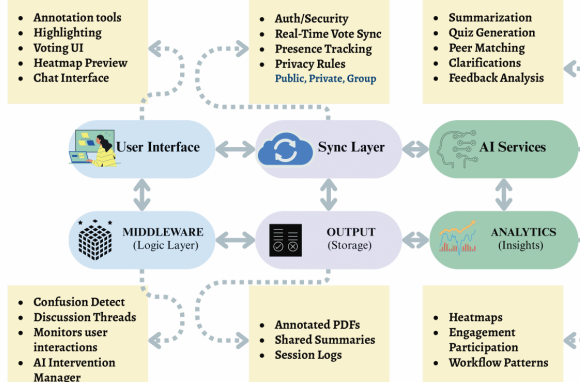 Annotation tools
Highlighting
Voting UI
Heatmap Preview
Chat Interface
Auth/Security
Real-Time Vote Sync
Presence Tracking
Privacy Rules
Public, Private, Group
Summarization
Quiz Generation
Peer Matching
Clarifications
Feedback Analysis
User Interface
Sync Layer
AI Services
MIDDLEWARE
(Logic Layer)
OUTPUT
(Storage)
ANALYTICS
(Insights)
Confusion Detect
Discussion Threads
Monitors user
interactions
AI Intervention
Manager
Annotated PDFs
Shared Summaries
Session Logs
Heatmaps
Engagement
Participation
Workflow Patterns